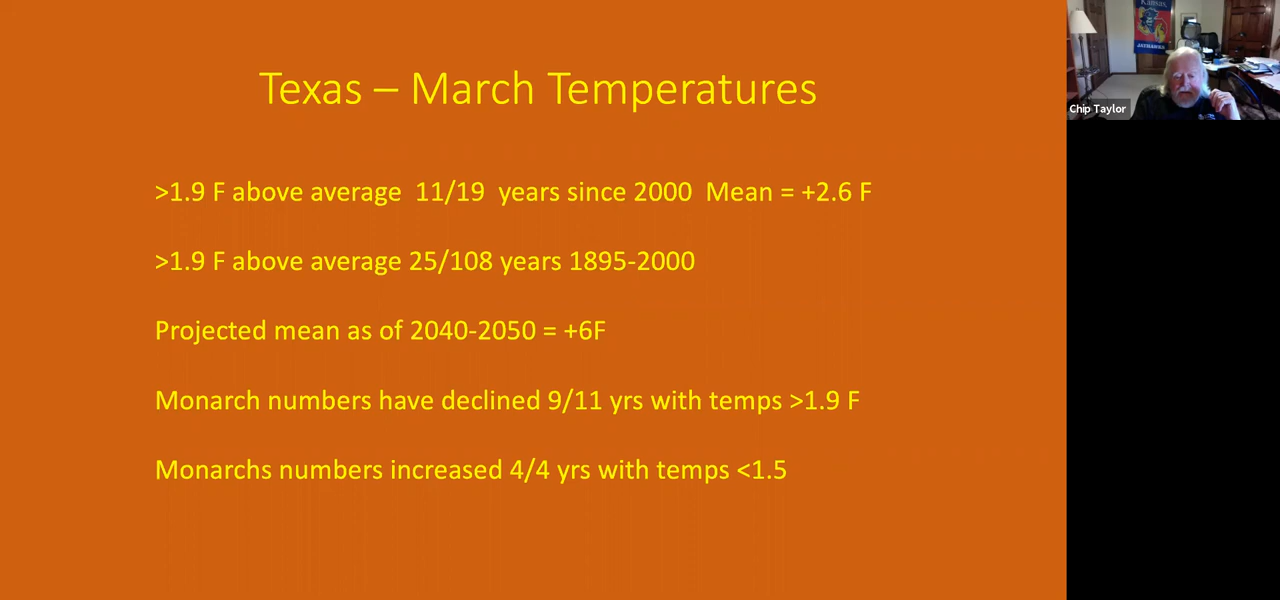 Texas – March Temperatures
>1.9 F above average  11/19  years since 2000  Mean = +2.6 F
>1.9 F above average 25/108 years 1895-2000
Projected mean as of 2040-2050 = +6F
Monarch numbers have declined 9/11 yrs with temps >1.9 F
Monarchs numbers increased 4/4 yrs with temps <1.5
Kansas
JAYHAWKS
Chip Taylor